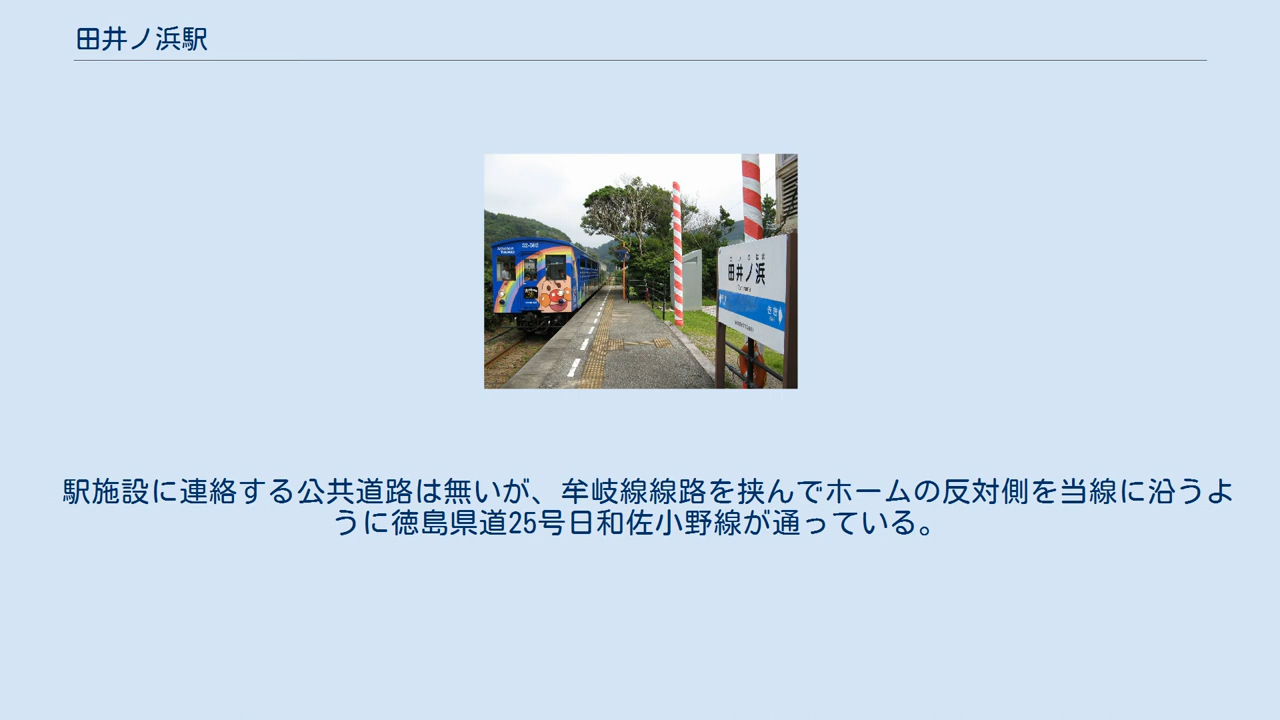 田井ノ浜駅
田井ノ浜
駅施設に連絡する公共道路は無いが、牟岐線線路を挟んでホームの反対側を当線に沿うよ
うに徳島県道25号日和佐小野線が通っている。